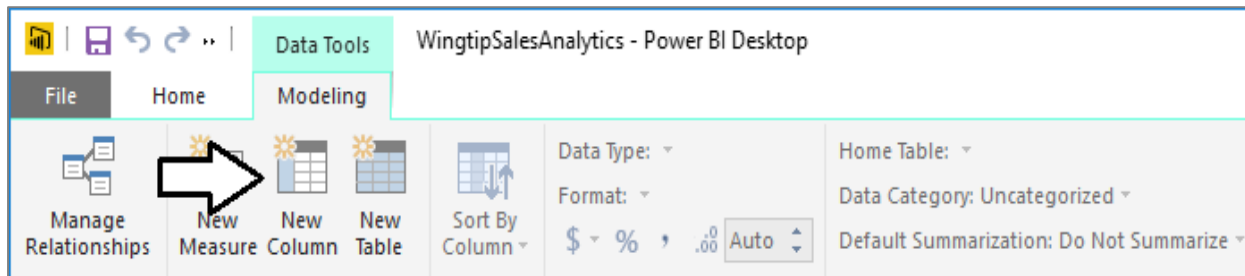 Data Tools WingtipSalesAnalytics - Power BI Desktop
File Home Modeling
Manage Relationships
New Measure
New Column
New Table
Sort By Column
Data Type:
Format:
$ % , .00 Auto
Home Table:
Data Category: Uncategorized
Default Summarization: Do Not Summarize